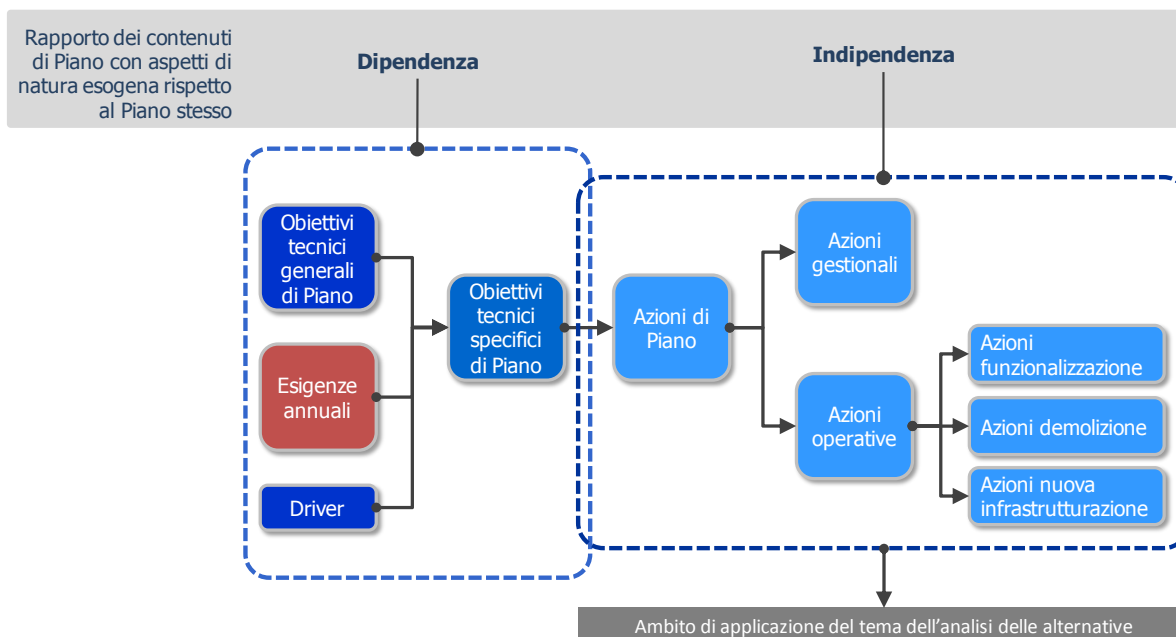 Rapporto dei contenuti
di Piano con aspetti di
natura esogena rispetto
al Piano stesso
Dipendenza
Indipendenza
Obiettivi
tecnici
generali
di Piano
Esigenze
annuali
Driver
Obiettivi
tecnici
specifici
di Piano
Azioni di
Piano
Azioni
gestionali
Azioni
operative
Azioni
funzionalizzazione
Azioni demolizione
Azioni nuova
infrastrutturazione
Ambito di applicazione del tema dell’analisi delle alternative